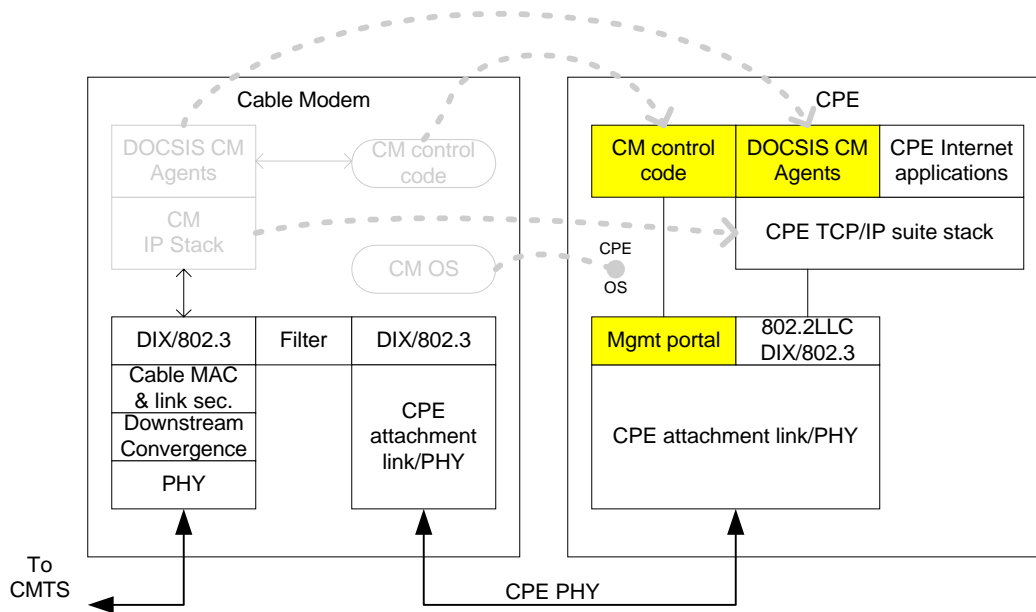 Cable Modem
DOCSIS CM
Agents
CM control
code
CM
IP Stack
CM OS
DIX/802.3
Filter
DIX/802.3
Cable MAC
& link sec.
Downstream
Convergence
PHY
CPE
attachment
link/PHY
CPE
CM control
code
DOCSIS CM
Agents
CPE Internet
applications
CPE TCP/IP suite stack
CPE
OS
Mgmt portal
802.2LLC
DIX/802.3
CPE attachment link/PHY
To
CMTS
CPE PHY